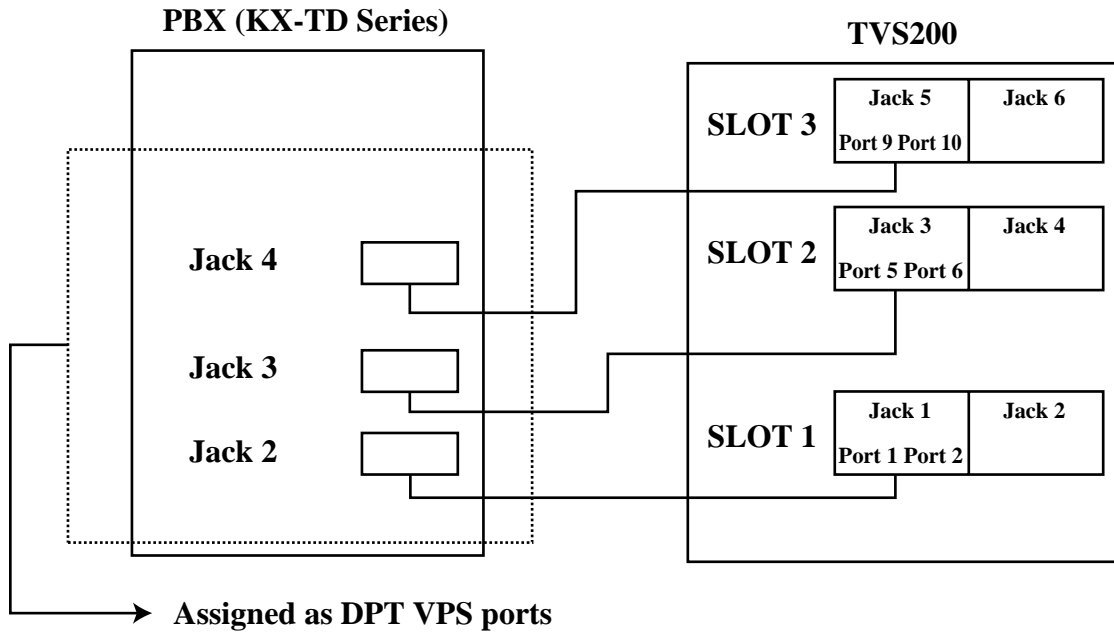 PBX (KX-TD Series)
TVS200
Jack 4
Jack 3
Jack 2
SLOT 3
Jack 5
Jack 6
Port 9 Port 10
SLOT 2
Jack 3
Jack 4
Port 5 Port 6
SLOT 1
Jack 1
Jack 2
Port 1 Port 2
Assigned as DPT VPS ports